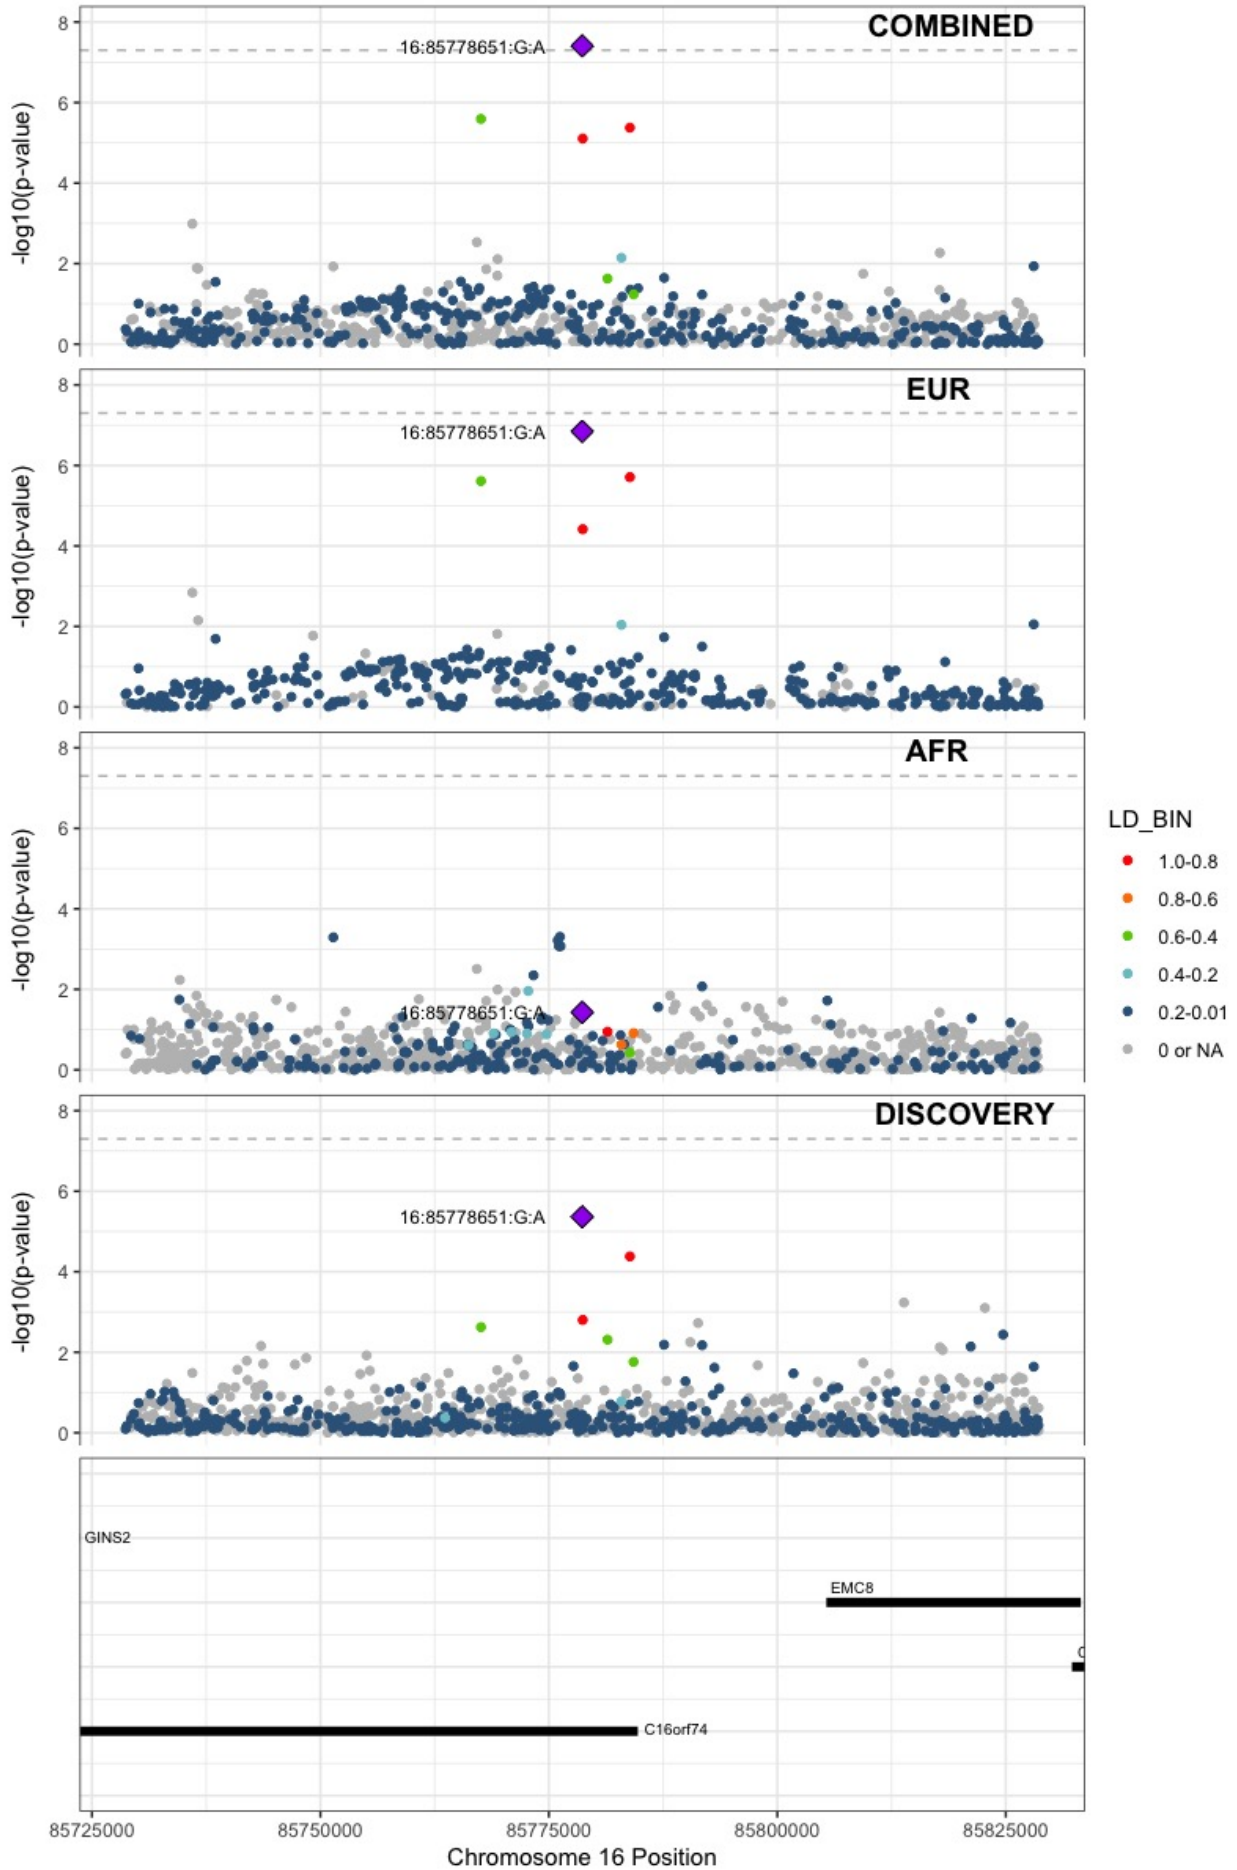 COMBINED
16:85778651:G:A
8
6
4
2
0
-log10(p-value)
EUR
16:85778651:G:A
8
6
4
2
0
-log10(p-value)
AFR
16:85778651:G:A
8
6
4
2
0
-log10(p-value)
DISCOVERY
16:85778651:G:A
8
6
4
2
0
-log10(p-value)
LD_BIN
1.0-0.8
0.8-0.6
0.6-0.4
0.4-0.2
0.2-0.01
0 or NA
GINS2
EMC8
C16orf74
85725000 85750000 85775000 85800000 85825000
Chromosome 16 Position